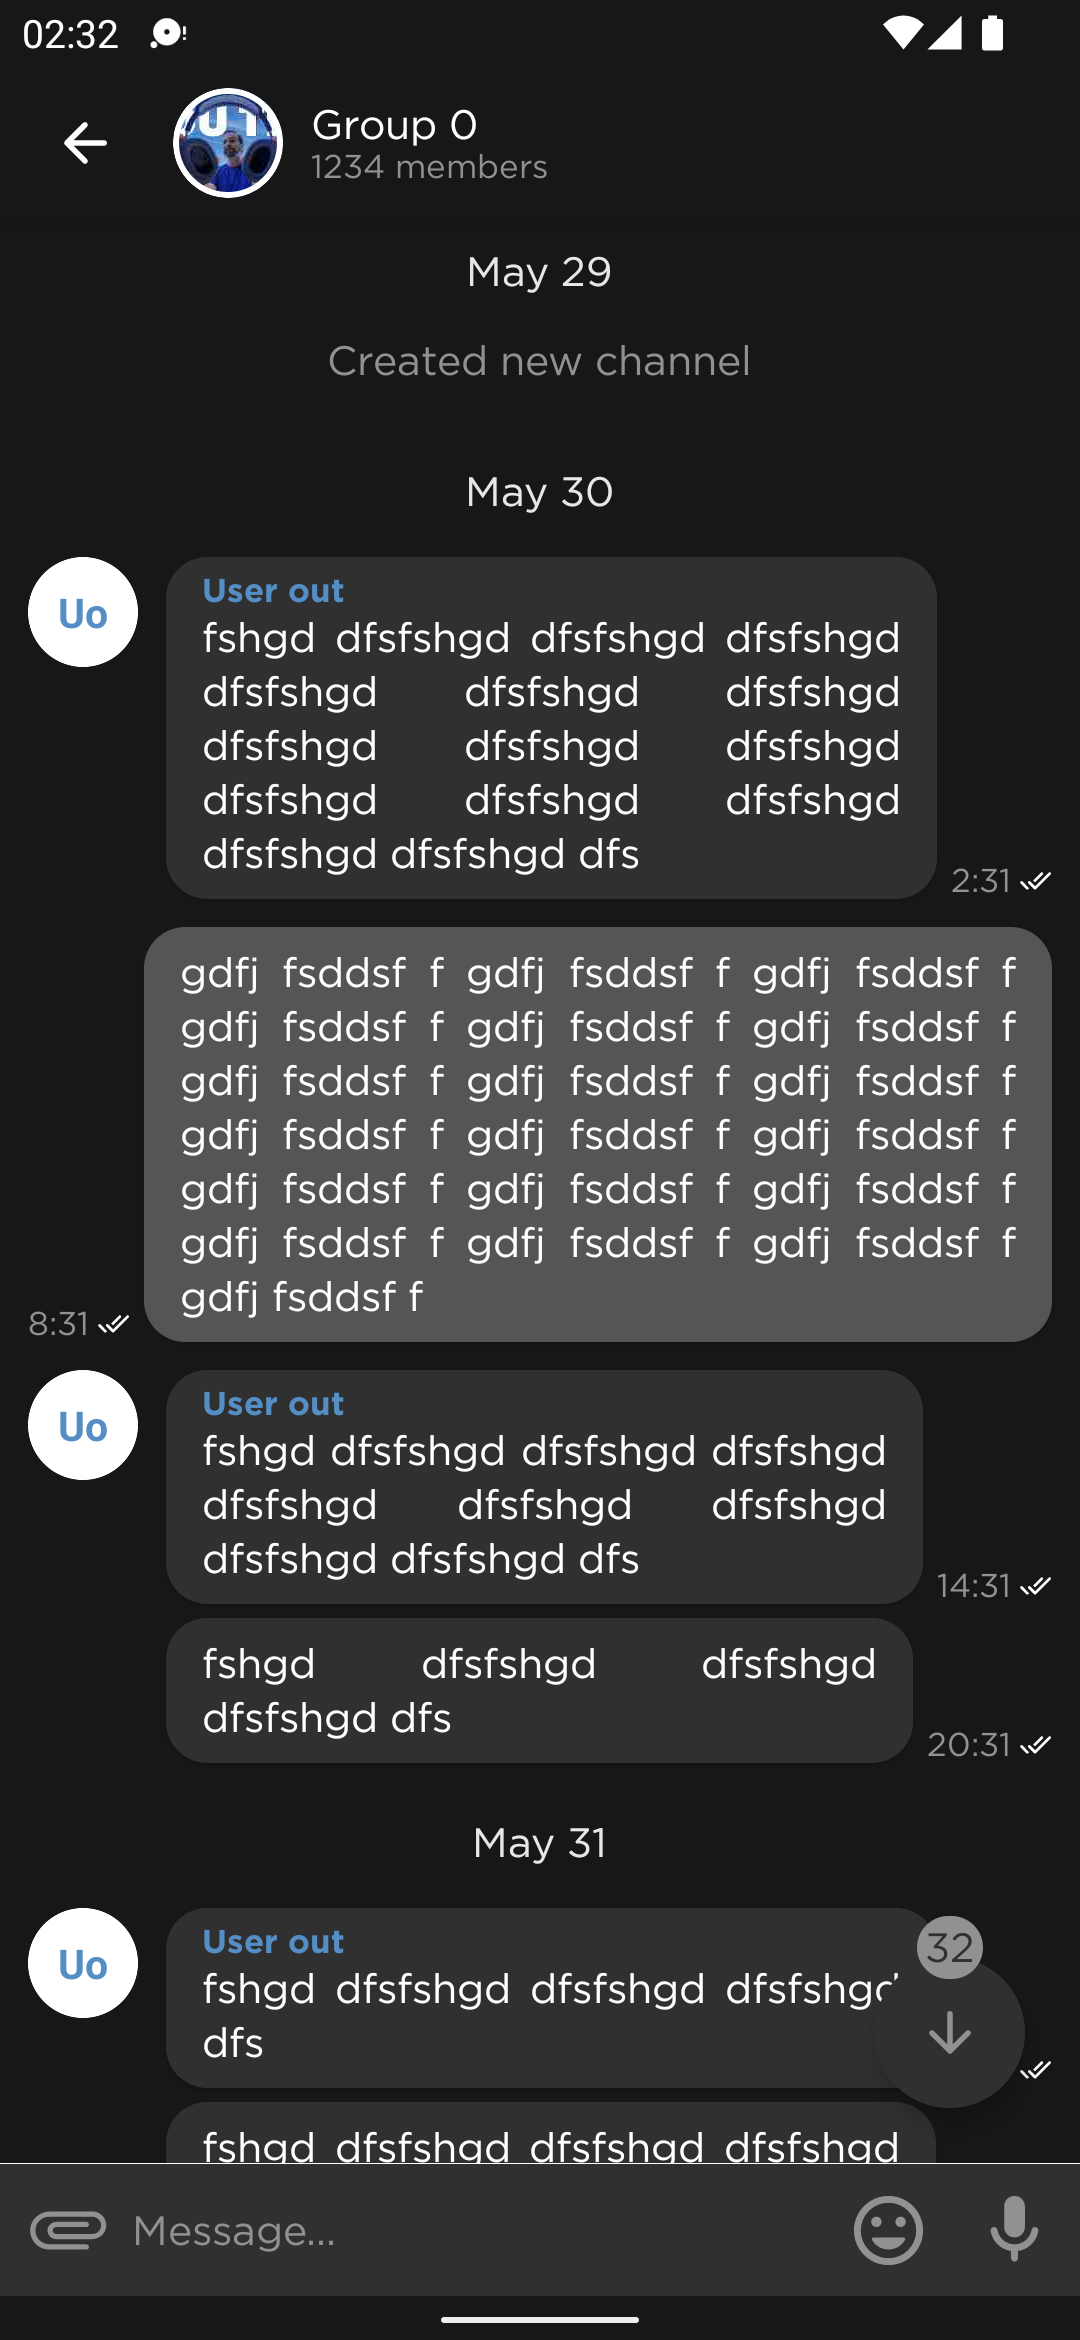 02:32
Group 0
1234 members
May 29
Created new channel
May 30
Uo
User out
fshgd dfsfshgd dfsfshgd dfsfshgd
dfsfshgd dfsfshgd dfsfshgd
dfsfshgd dfsfshgd dfsfshgd
dfsfshgd dfsfshgd dfsfshgd
dfsfshgd dfsfshgd dfs
2:31
gdfj fsddsf f gdfj fsddsf f gdfj fsddsf f
gdfj fsddsf f gdfj fsddsf f gdfj fsddsf f
gdfj fsddsf f gdfj fsddsf f gdfj fsddsf f
gdfj fsddsf f gdfj fsddsf f gdfj fsddsf f
gdfj fsddsf f gdfj fsddsf f gdfj fsddsf f
gdfj fsddsf f gdfj fsddsf f gdfj fsddsf f
gdfj fsddsf f
8:31
Uo
User out
fshgd dfsfshgd dfsfshgd dfsfshgd
dfsfshgd dfsfshgd dfsfshgd
dfsfshgd dfsfshgd dfs
14:31
fshgd dfsfshgd dfsfshgd
dfsfshgd dfs
20:31
May 31
Uo
User out
32
fshgd dfsfshgd dfsfshgd
dfs
fshgd dfsfshgd dfsfshgd dfsfshgd
Message...